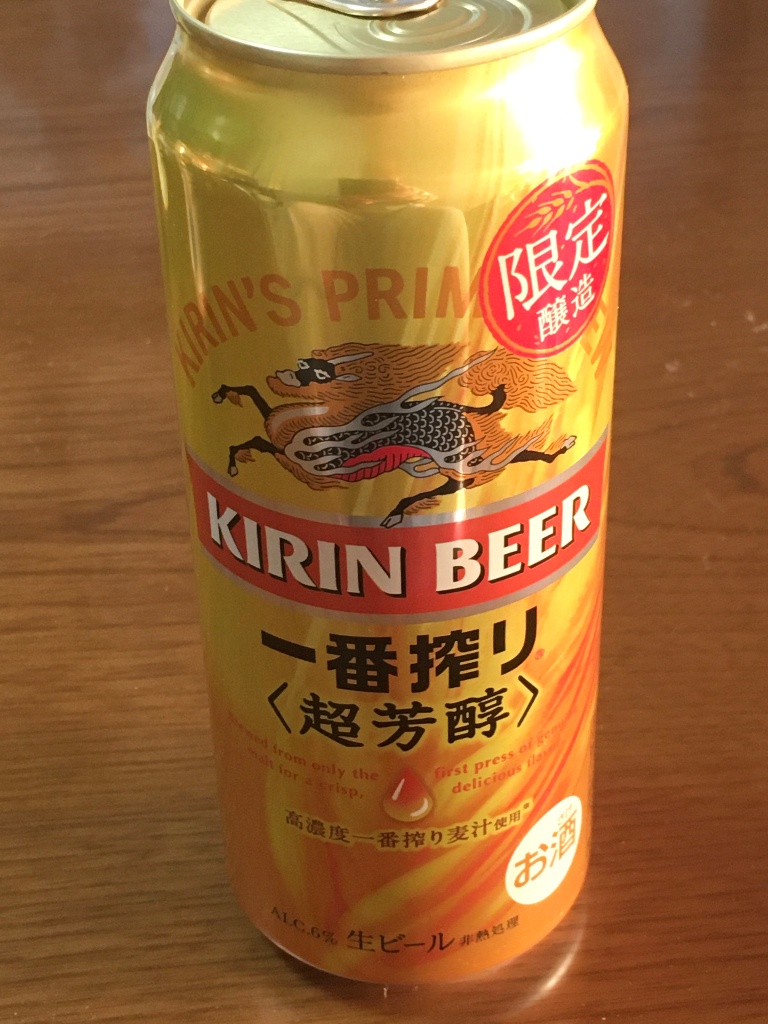 限定
醸造
KIRIN'S PRIM
KIRIN BEER
一番搾り®
〈超芳醇〉
from only the
malt for a crisp,
first press of
delicious
高濃度一番搾り麦汁使用※
お酒
ALC.6% 生ビール 非熱処理